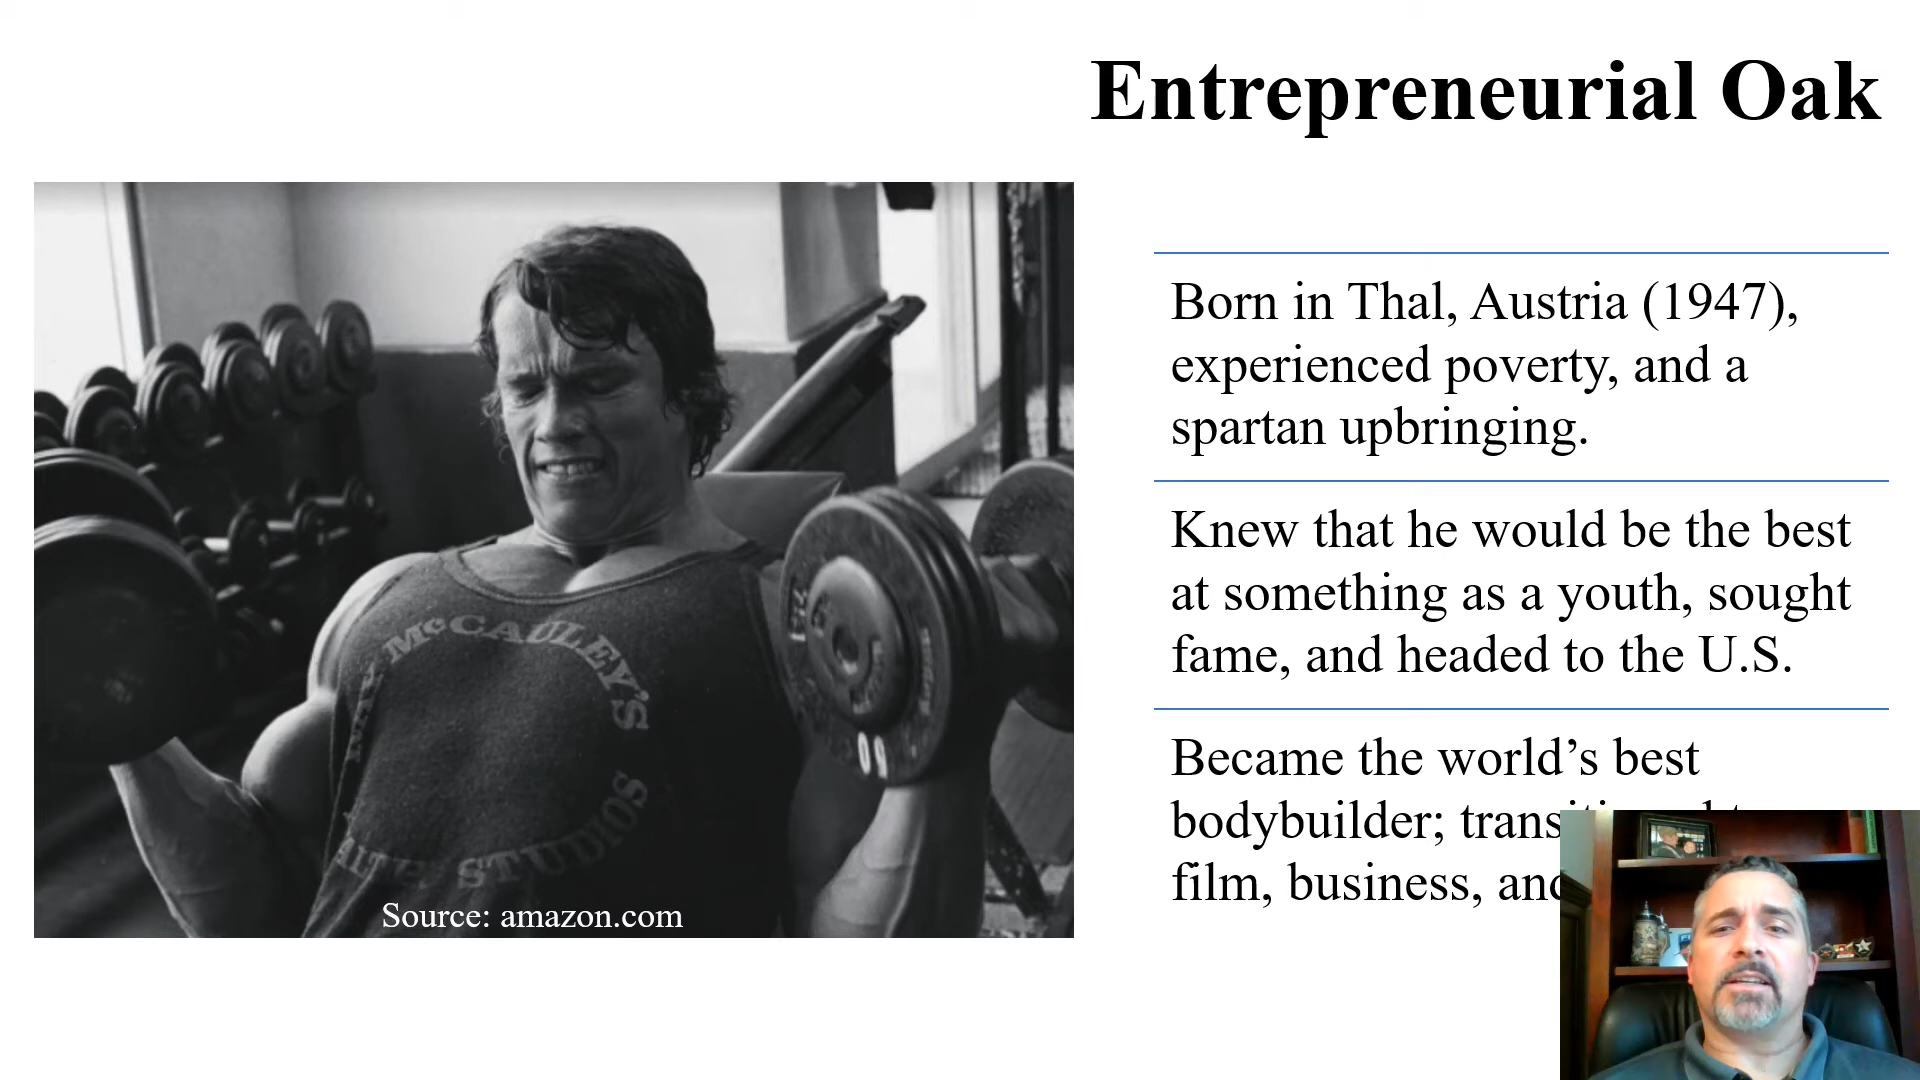 Entrepreneurial Oak
Born in Thal, Austria (1947),
experienced poverty, and a
spartan upbringing.
Knew that he would be the best
at something as a youth, sought
fame, and headed to the U.S.
Became the world’s best
bodybuilder;
film, business, and
McCAULEY'S
STUDIOS
Source: amazon.com